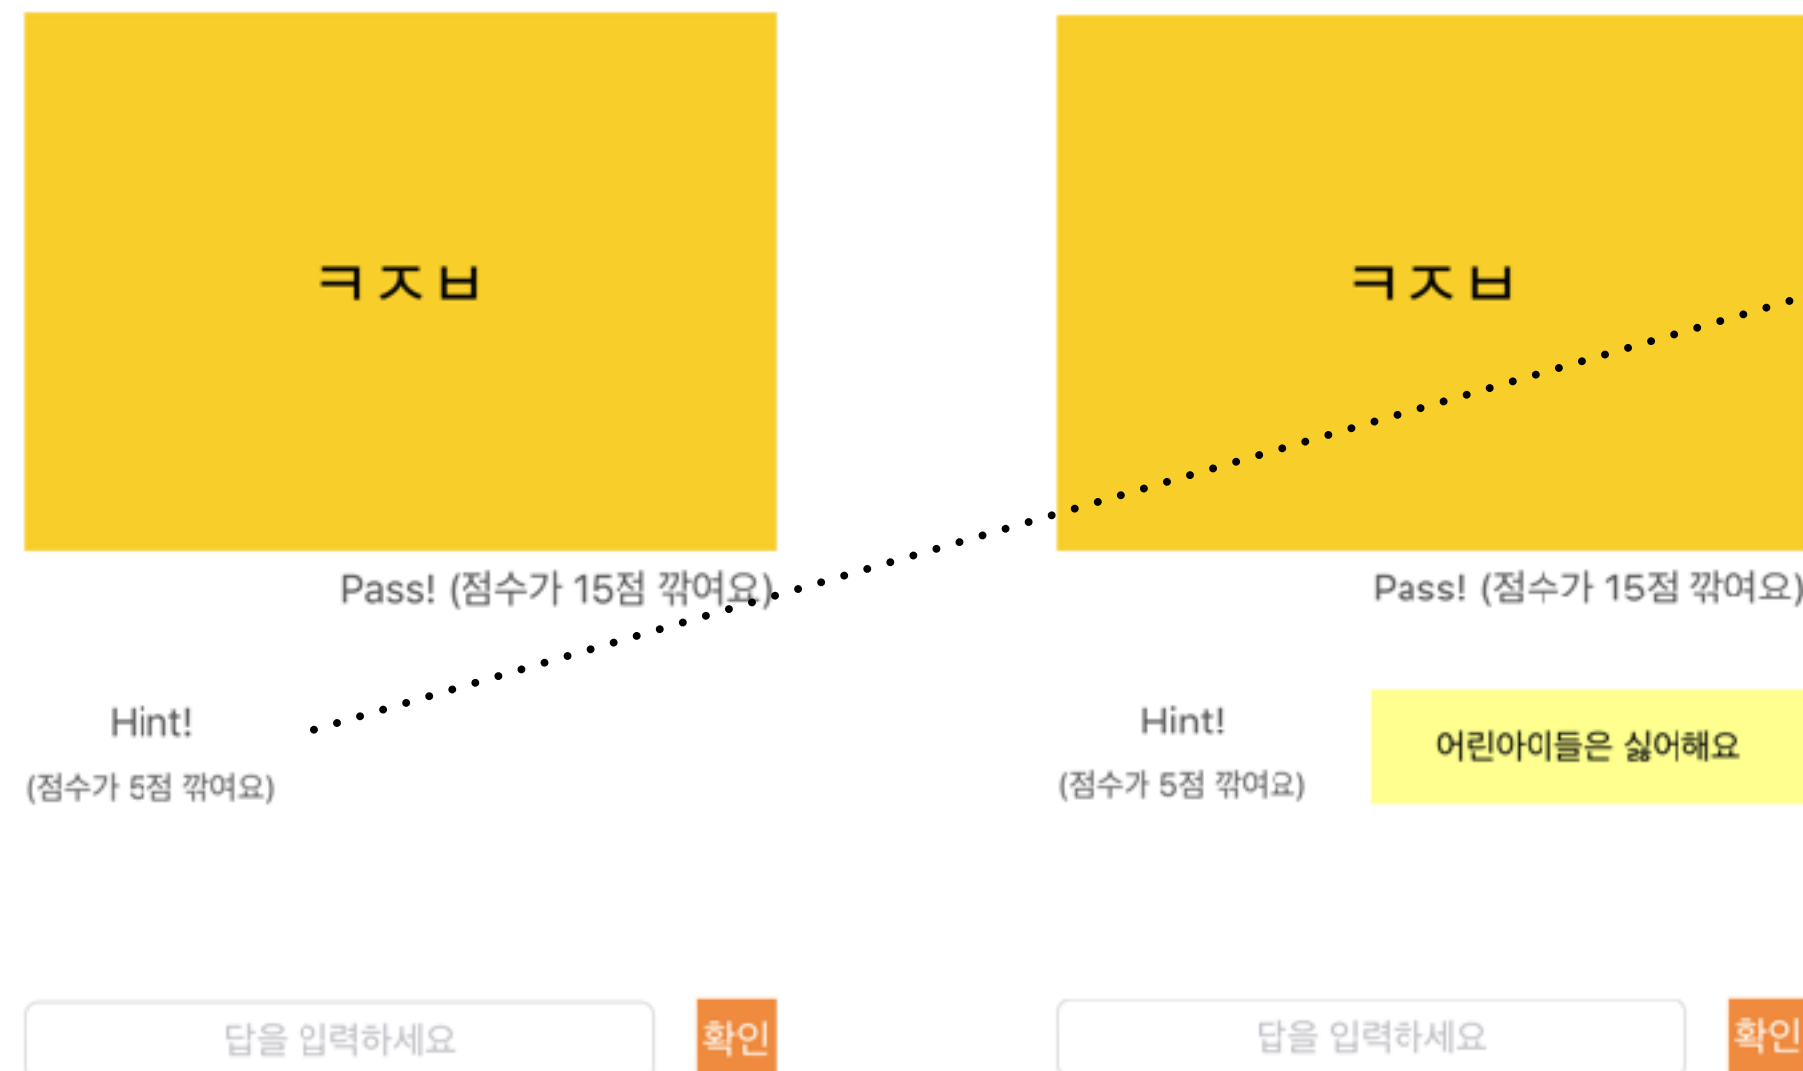 ㅋㅈㅂ
Pass! (점수가 15점 깎여요)
Hint!
(점수가 5점 깎여요)
답을 입력하세요
확인
ㅋㅈㅂ
Pass! (점수가 15점 깎여요)
Hint!
(점수가 5점 깎여요)
어린아이들은 싫어해요
답을 입력하세요
확인